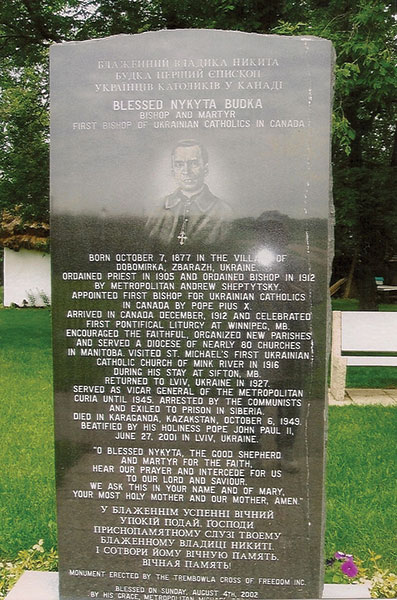 БЛАЖЕННИЙ ВЛАДИКА НИКИТА
БУДКА ПЕРШИЙ ЄПИСКОП
УКРАЇНЦІВ КАТОЛИКІВ У КАНАДІ
BLESSED NYKYTA BUDKA
BISHOP AND MARTYR
FIRST BISHOP OF UKRAINIAN CATHOLICS IN CANADA
BORN OCTOBER 7, 1877 IN THE VILLAGE OF
DOBOMIRKA, ZBARAZH, UKRAINE.
ORDAINED PRIEST IN 1905 AND ORDAINED BISHOP IN 1912
BY METROPOLITAN ANDREW SHEPTYTSKY.
APPOINTED FIRST BISHOP FOR UKRAINIAN CATHOLICS
IN CANADA BY POPE PIUS X.
ARRIVED IN CANADA DECEMBER, 1912 AND CELEBRATED
FIRST PONTIFICAL LITURGY AT WINNIPEG, MB.
ENCOURAGED THE FAITHFUL, ORGANIZED NEW PARISHES
AND SERVED A DIOCESE OF NEARLY 80 CHURCHES
IN MANITOBA. VISITED ST. MICHAEL'S FIRST UKRAINIAN
CATHOLIC CHURCH OF MINK RIVER IN 1916
DURING HIS STAY AT SIFTON, MB.
RETURNED TO LVIV, UKRAINE IN 1927.
SERVED AS VICAR GENERAL OF THE METROPOLITAN
CURIA UNTIL 1945. ARRESTED BY THE COMMUNISTS
AND EXILED TO PRISON IN SIBERIA.
DIED IN KARAGANDA, KAZAKSTAN, OCTOBER 6, 1949.
BEATIFIED BY HIS HOLINESS POPE JOHN PAUL II,
JUNE 27, 2001 IN LVIV, UKRAINE.
"O BLESSED NYKYTA, THE GOOD SHEPHERD
AND MARTYR FOR THE FAITH,
HEAR OUR PRAYER AND INTERCEDE FOR US
TO OUR LORD AND SAVIOUR.
WE ASK THIS IN YOUR NAME AND OF MARY,
YOUR MOST HOLY MOTHER AND OUR MOTHER, AMEN."
У БЛАЖЕННІМ УСПЕННІ ВІЧНИЙ
УПОКІЙ ПОДАЙ, ГОСПОДИ
ПРИСНОПАМЯТНОМУ СЛУЗІ ТВОЕМУ
БЛАЖЕННОМУ ВЛАДИЦІ НИКИТІ.
І СОТВОРИ ЙОМУ ВІЧНУЮ ПАМЯТЬ.
ВІЧНАЯ ПАМЯТЬ!
MONUMENT ERECTED BY THE TREMBOWLA CROSS OF FREEDOM INC.
BLESSED ON SUNDAY, AUGUST 4TH, 2002
BY HIS GRACE, METROPOLITAN